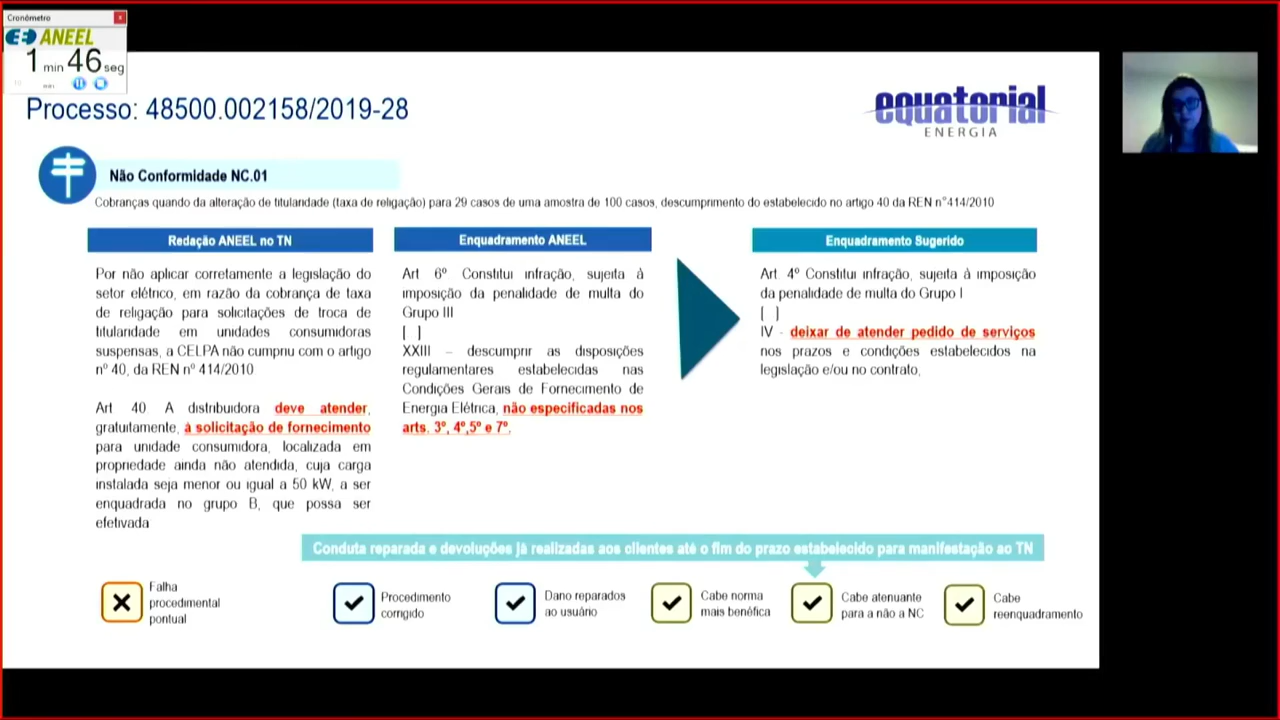 Cronômetro
ANEEL
1 min 46 seg
Processo: 48500.002158/2019-28
equatorial
ENERGIA
Não Conformidade NC.01
Cobranças quando da alteração de titularidade (taxa de religação) para 29 casos de uma amostra de 100 casos, descumprimento do estabelecido no artigo 40 da REN n°414/2010
Redação ANEEL no TN
Por não aplicar corretamente a legislação do
setor elétrico, em razão da cobrança de taxa
de religação para solicitações de troca de
titularidade em unidades consumidoras
suspensas, a CELPA não cumpriu com o artigo
nº 40, da REN nº 414/2010
Art 40 A distribuidora deve atender,
gratuitamente, à solicitação de fornecimento
para unidade consumidora, localizada em
propriedade ainda não atendida, cuja carga
instalada seja menor ou igual a 50 kW, a ser
enquadrada no grupo B, que possa ser
efetivada
Enquadramento ANEEL
Art 6º Constitui infração, sujeita à
imposição da penalidade de multa do
Grupo III
[ ]
XXIII – descumprir as disposições
regulamentares estabelecidas nas
Condições Gerais de Fornecimento de
Energia Elétrica, não especificadas nos
arts. 3º, 4º,5º e 7º.
Enquadramento Sugerido
Art. 4º Constitui infração, sujeita à imposição
da penalidade de multa do Grupo I
[ ]
IV - deixar de atender pedido de serviços
nos prazos e condições estabelecidos na
legislação e/ou no contrato,
Conduta reparada e devoluções já realizadas aos clientes até o fim do prazo estabelecido para manifestação ao TN
Falha
procedimental
pontual
Procedimento
corrigido
Dano reparados
ao usuário
Cabe norma
mais benéfica
Cabe atenuante
para a não a NC
Cabe
reenquadramento